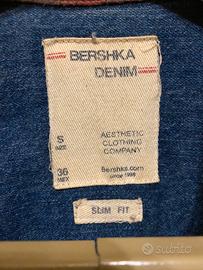 BERSHKA
DENIM
S
SIZE
36
MEX
AESTHETIC
CLOTHING
COMPANY
Bershka.com
since 1998
SLIM FIT
subito